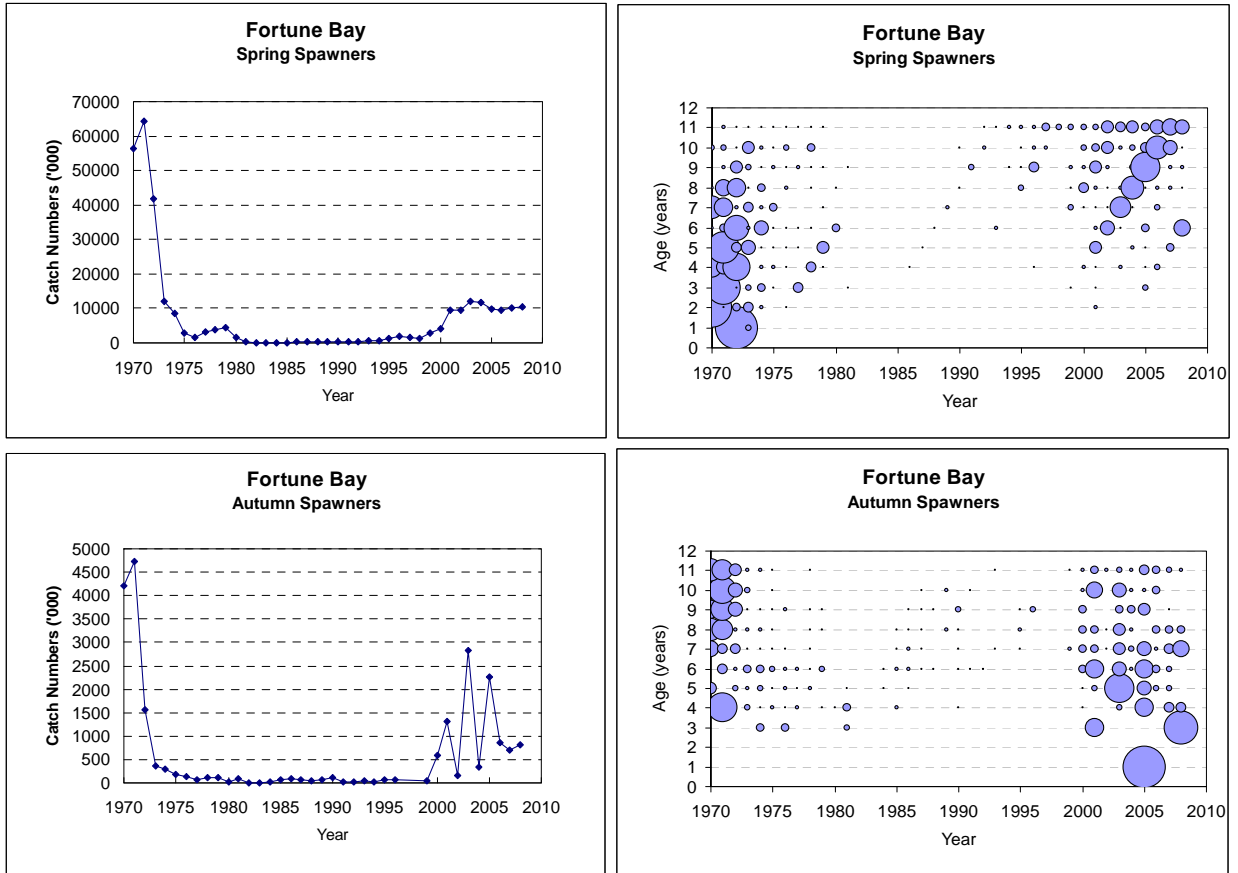 Fortune Bay
Spring Spawners
Catch Numbers ('000)
70000
60000
50000
40000
30000
20000
10000
0
1970 1975 1980 1985 1990 1995 2000 2005 2010
Year
Fortune Bay
Spring Spawners
Age (years)
12
11
10
9
8
7
6
5
4
3
2
1
0
1970 1975 1980 1985 1990 1995 2000 2005 2010
Year
Fortune Bay
Autumn Spawners
Catch Numbers ('000)
5000
4500
4000
3500
3000
2500
2000
1500
1000
500
0
1970 1975 1980 1985 1990 1995 2000 2005 2010
Year
Fortune Bay
Autumn Spawners
Age (years)
12
11
10
9
8
7
6
5
4
3
2
1
0
1970 1975 1980 1985 1990 1995 2000 2005 2010
Year